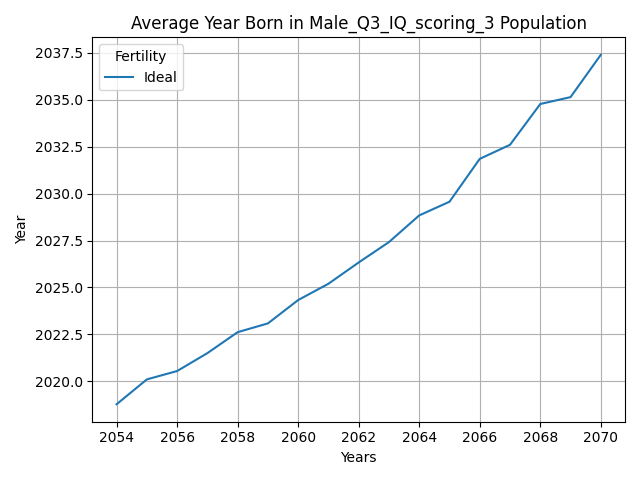 Average Year Born in Male_Q3_IQ_scoring_3 Population
Fertility
Ideal
Year
2037.5
2035.0
2032.5
2030.0
2027.5
2025.0
2022.5
2020.0
2054 2056 2058 2060 2062 2064 2066 2068 2070
Years